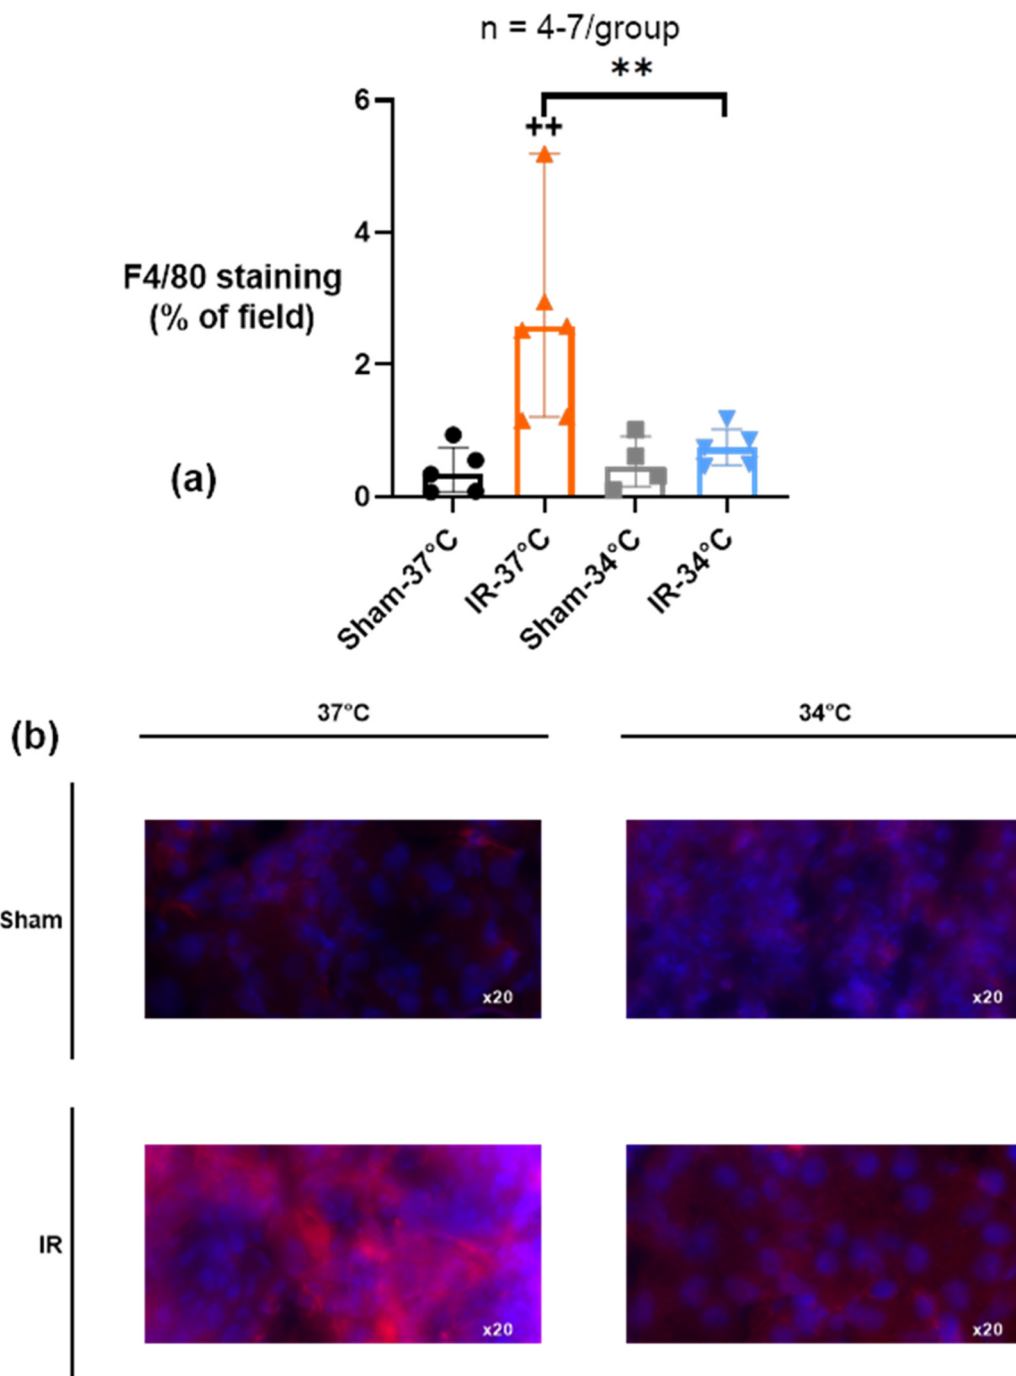 n = 4-7/group
**
++
6
4
2
0
F4/80 staining
(% of field)
(a)
Sham-37°C
IR-37°C
Sham-34°C
IR-34°C
(b)
37°C
34°C
Sham
x20
x20
IR
x20
x20